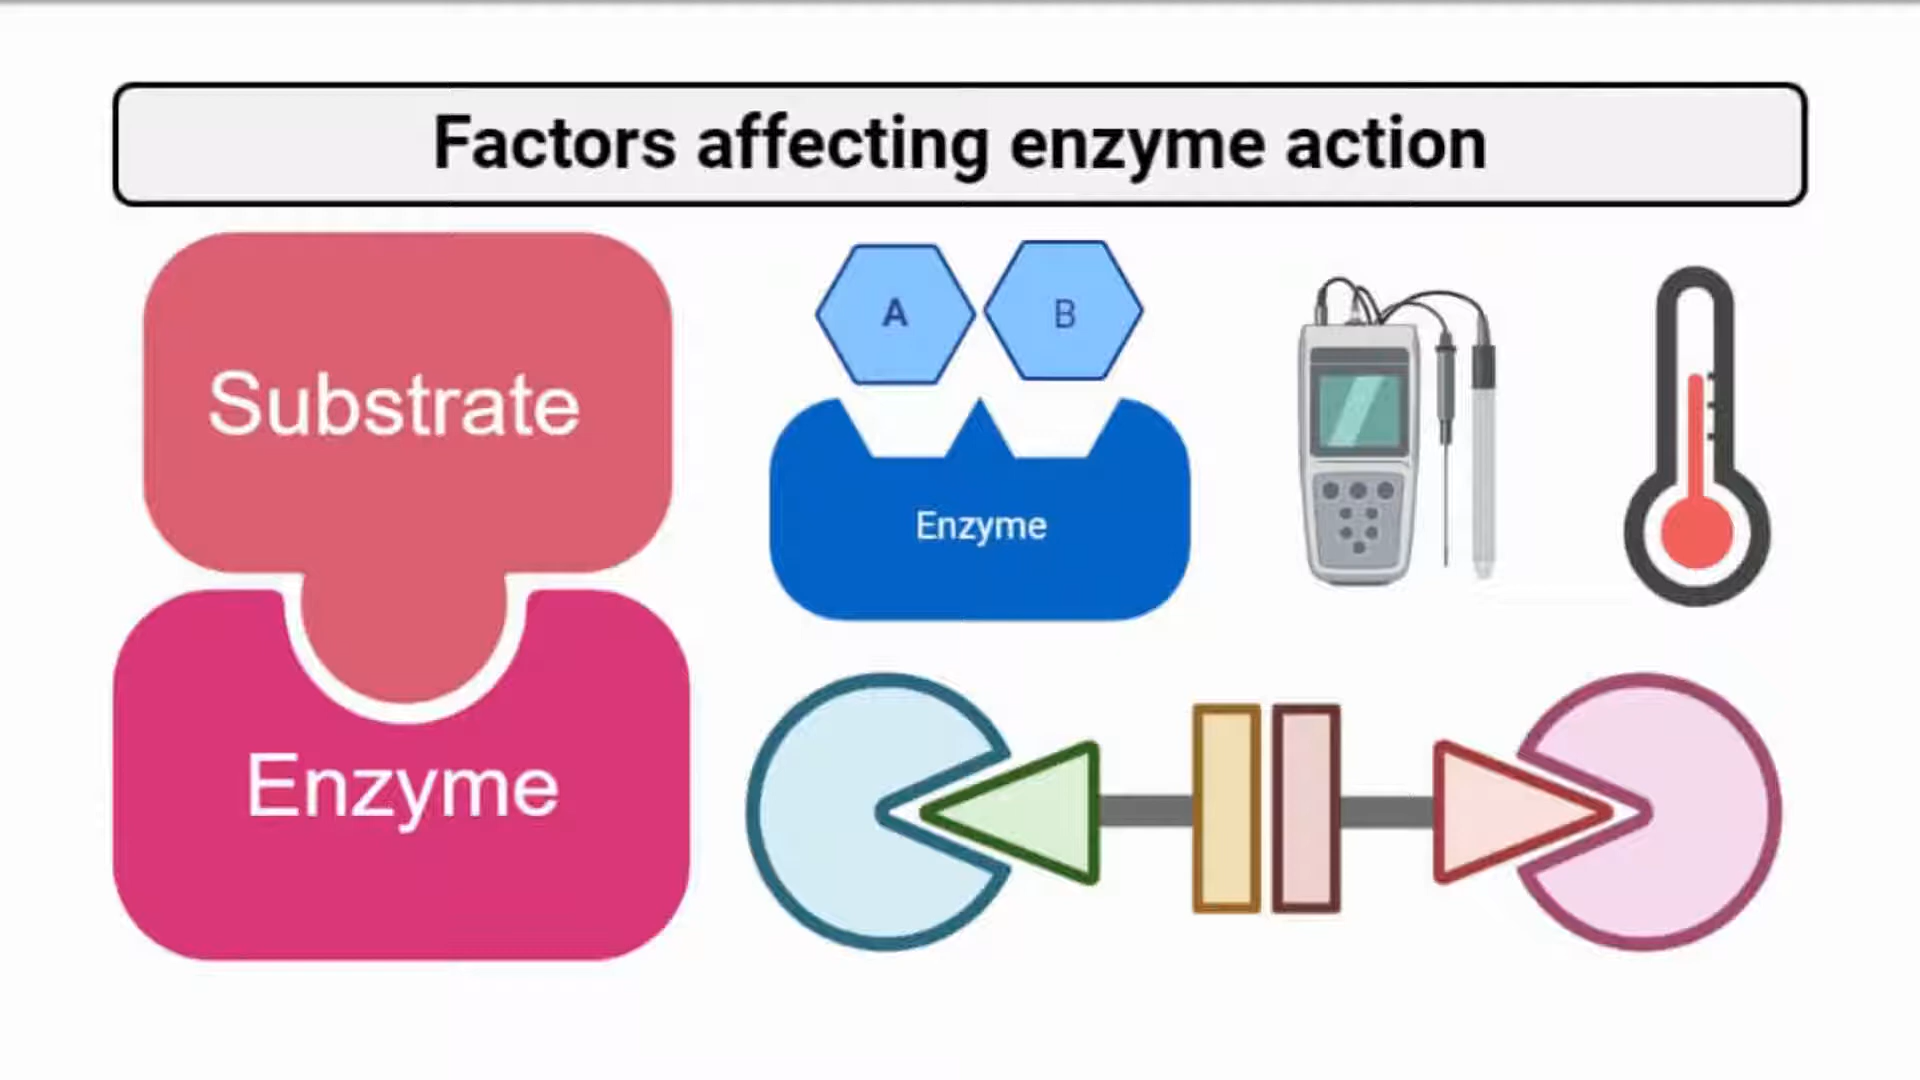 Factors affecting enzyme action
Substrate
Enzyme
A
B
Enzyme